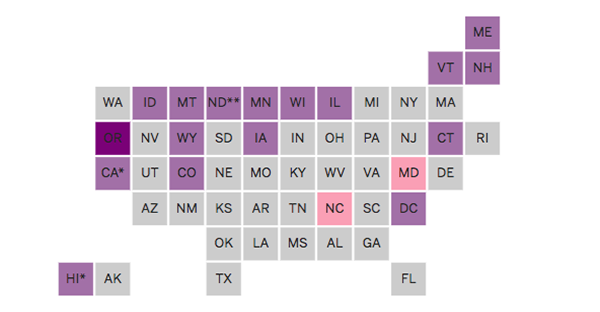 ME
VT NH
WA ID MT ND** MN WI IL MI NY MA
OR NV WY SD IA IN OH PA NJ CT RI
CA* UT CO NE MO KY WV VA MD DE
AZ NM KS AR TN NC SC DC
OK LA MS AL GA
HI* AK TX FL